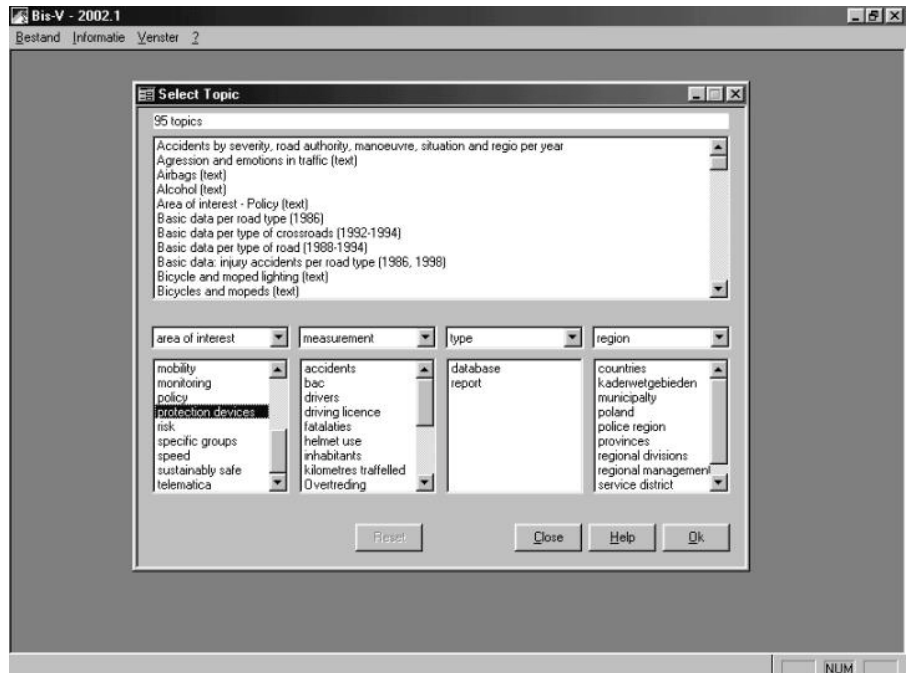 Bis-V - 2002.1
Bestand Informatie Venster ?
Select Topic
95 topics
Accidents by severity, road authority, manoeuvre, situation and regio per year
Agression and emotions in traffic (text)
Airbags (text)
Alcohol (text)
Area of interest - Policy (text)
Basic data per road type (1986)
Basic data per type of crossroads (1992-1994)
Basic data per type of road (1988-1994)
Basic data: injury accidents per road type (1986, 1998)
Bicycle and moped lighting (text)
Bicycles and mopeds (text)
area of interest
mobility
monitoring
policy
protection devices
risk
specific groups
speed
sustainably safe
telematica
measurement
accidents
bac
drivers
driving licence
fatalaties
helmet use
inhabitants
kilometres traffelled
Overtreding
type
database
report
region
countries
kaderwetgebieden
municipalty
poland
police region
provinces
regional divisions
regional management
service district
Reset
Close
Help
Ok
NUM